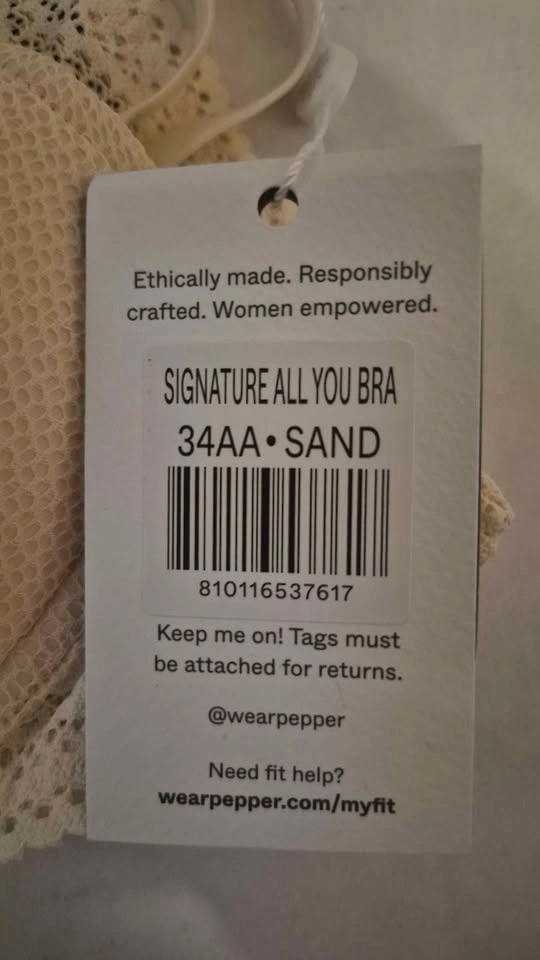 Ethically made. Responsibly
crafted. Women empowered.
SIGNATURE ALL YOU BRA
34AA • SAND
810116537617
Keep me on! Tags must
be attached for returns.
@wearpepper
Need fit help?
wearpepper.com/myfit